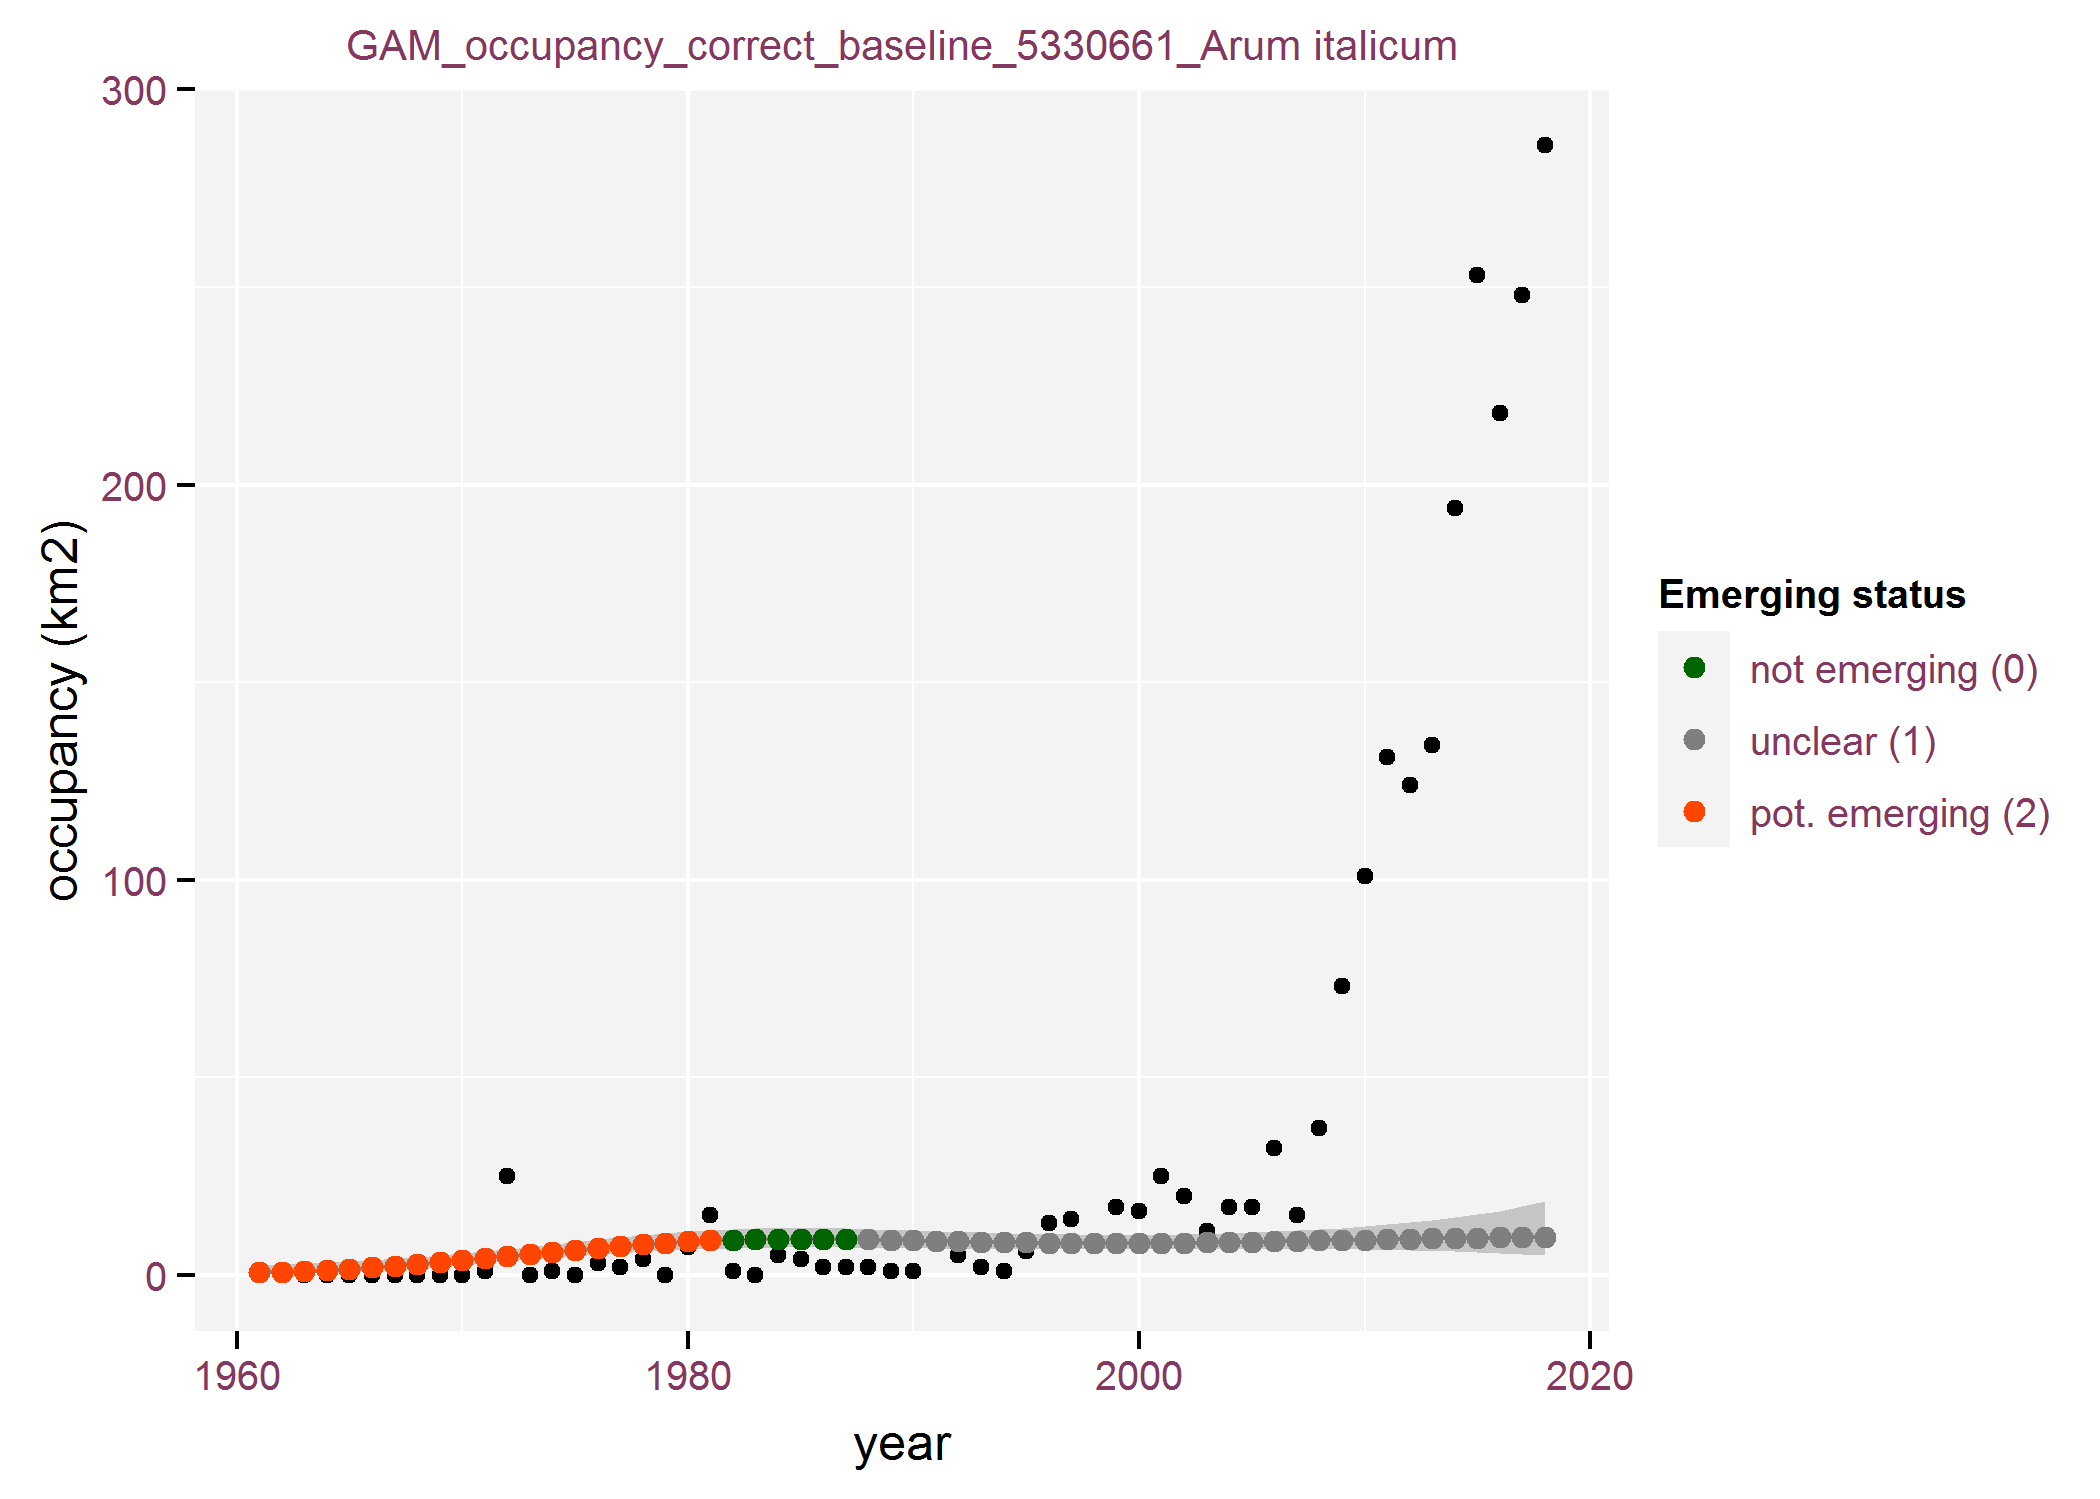 GAM_occupancy_correct_baseline_5330661_Arum italicum
300
200
100
0
occupancy (km2)
1960
1980
2000
2020
year
Emerging status
not emerging (0)
unclear (1)
pot. emerging (2)